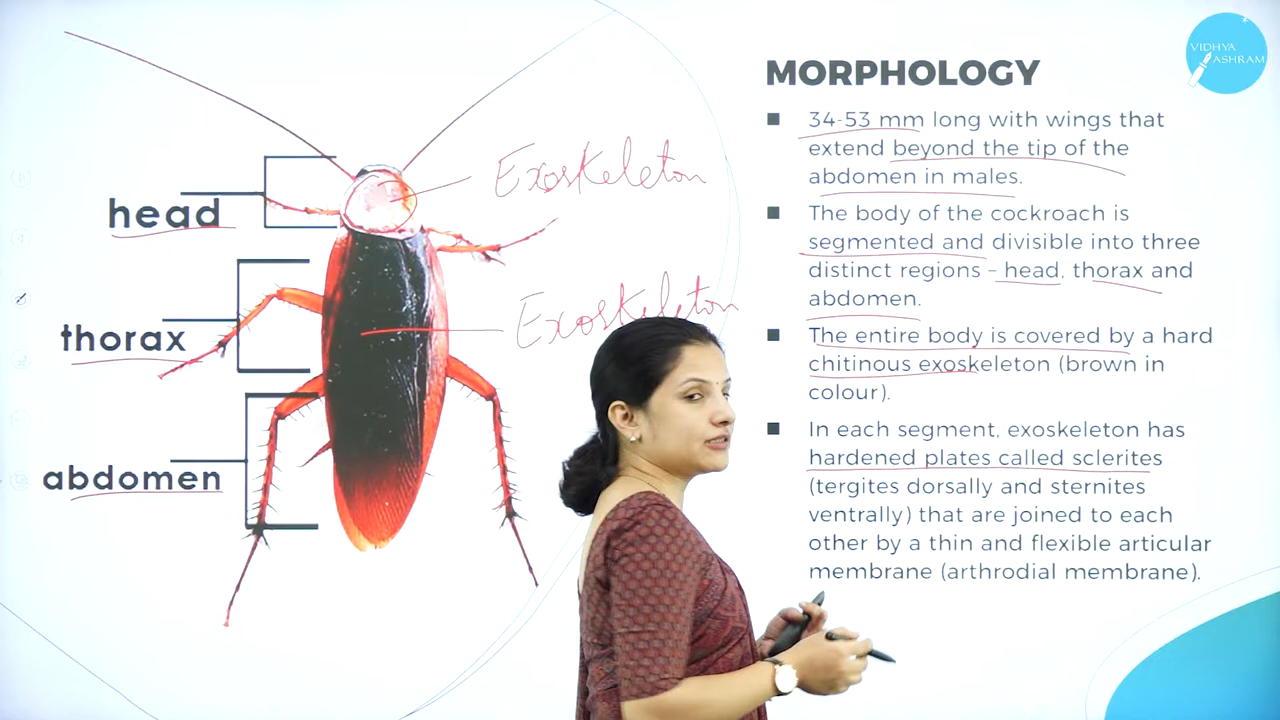 VIDHYA
ASHRAM
MORPHOLOGY
34-53 mm long with wings that
extend beyond the tip of the
abdomen in males.
The body of the cockroach is
segmented and divisible into three
distinct regions – head, thorax and
abdomen.
The entire body is covered by a hard
chitinous exoskeleton (brown in
colour).
In each segment, exoskeleton has
hardened plates called sclerites
(tergites dorsally and sternites
ventrally) that are joined to each
other by a thin and flexible articular
membrane (arthrodial membrane).
Exoskeleton
head
Exoskeleton
thorax
abdomen